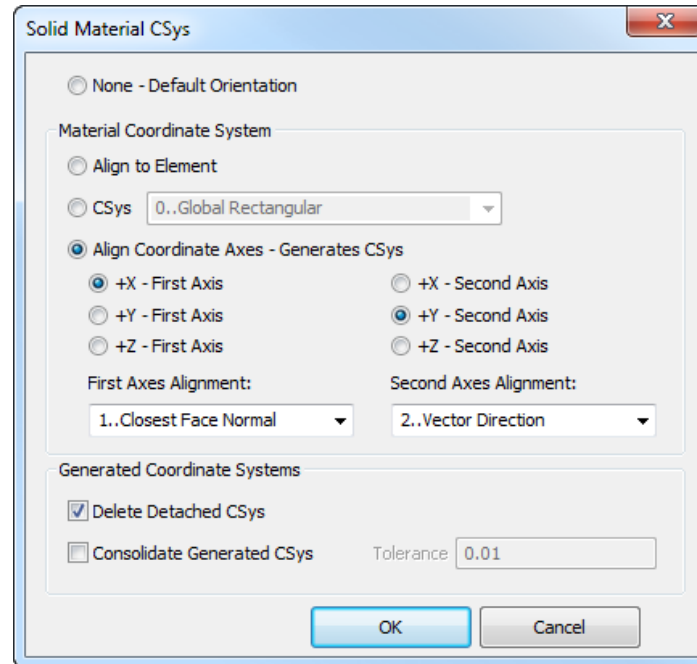 Solid Material CSys
None - Default Orientation
Material Coordinate System
Align to Element
CSys 0..Global Rectangular
Align Coordinate Axes - Generates CSys
+X - First Axis +X - Second Axis
+Y - First Axis +Y - Second Axis
+Z - First Axis +Z - Second Axis
First Axes Alignment: Second Axes Alignment:
1..Closest Face Normal 2..Vector Direction
Generated Coordinate Systems
Delete Detached CSys
Consolidate Generated CSys Tolerance 0.01
OK Cancel